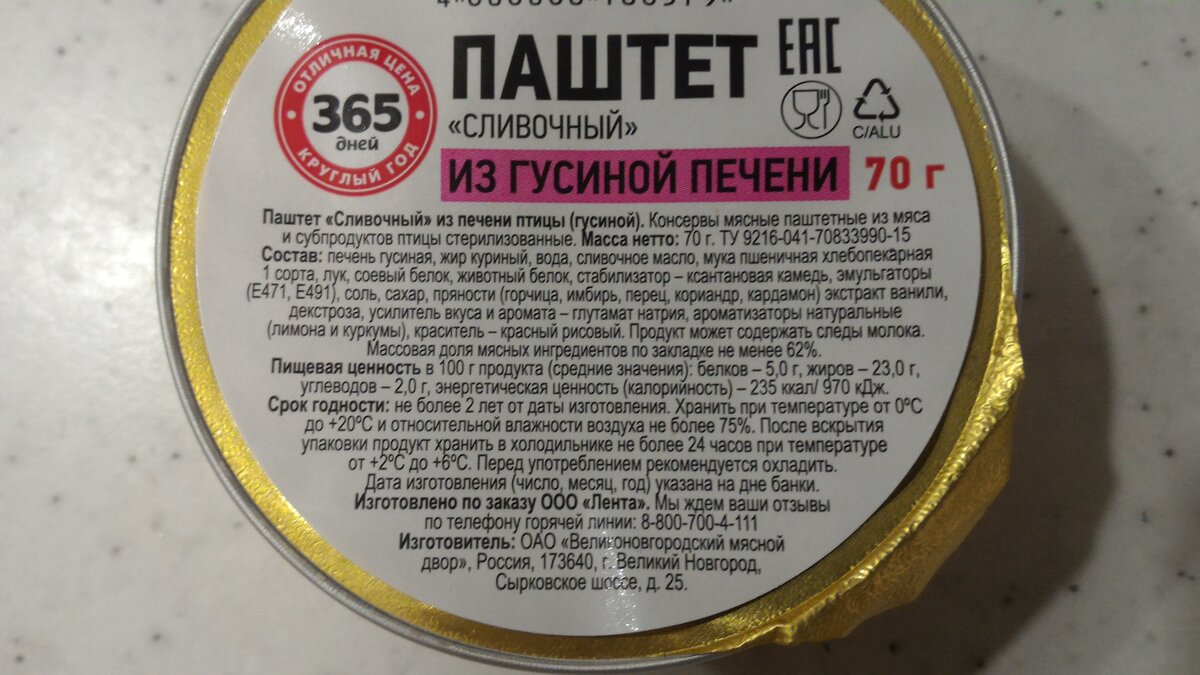 ПАШТЕТ
EAC
«СЛИВОЧНЫЙ»
C/ALU
ОТЛИЧНАЯ ЦЕНА
365
дней
КРУГЛЫЙ ГОД
ИЗ ГУСИНОЙ ПЕЧЕНИ 70 г
Паштет «Сливочный» из печени птицы (гусиной). Консервы мясные паштетные из мяса
и субпродуктов птицы стерилизованные. Масса нетто: 70 г. ТУ 9216-041-70833990-15
Состав: печень гусиная, жир куриный, вода, сливочное масло, мука пшеничная хлебопекарная
1 сорта, лук, соевый белок, животный белок, стабилизатор – ксантановая камедь, эмульгаторы
(Е471, Е491), соль, сахар, пряности (горчица, имбирь, перец, кориандр, кардамон) экстракт ванили,
декстроза, усилитель вкуса и аромата – глутамат натрия, ароматизаторы натуральные
(лимона и куркумы), краситель – красный рисовый. Продукт может содержать следы молока.
Массовая доля мясных ингредиентов по закладке не менее 62%.
Пищевая ценность в 100 г продукта (средние значения): белков – 5,0 г, жиров – 23,0 г,
углеводов – 2,0 г, энергетическая ценность (калорийность) – 235 ккал/ 970 кДж.
Срок годности: не более 2 лет от даты изготовления. Хранить при температуре от 0ºС
до +20ºС и относительной влажности воздуха не более 75%. После вскрытия
упаковки продукт хранить в холодильнике не более 24 часов при температуре
от +2ºС до +6ºС. Перед употреблением рекомендуется охладить.
Дата изготовления (число, месяц, год) указана на дне банки.
Изготовлено по заказу ООО «Лента». Мы ждем ваши отзывы
по телефону горячей линии: 8-800-700-4-111
Изготовитель: ОАО «Великоновгородский мясной
двор», Россия, 173640, г. Великий Новгород,
Сырковское шоссе, д. 25.